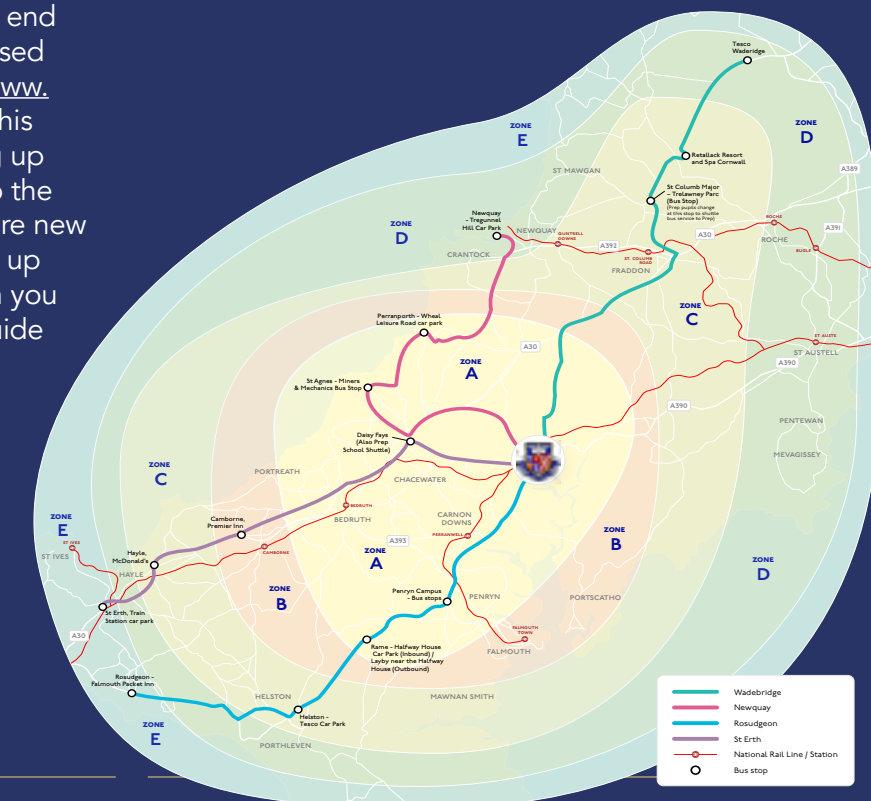 end
sed
ww.
his
g up
o the
re new
up
n you
uide
Tesco
Waderidge
ZONE
D
ZONE
E
Retallack Resort
and Spa Cornwall
ST MAWGAN
A389
St Columb Major
– Trelawney Parc
(Bus Stop)
(Prep pupils change
at this stop to shuttle
bus service to Prep)
Newquay
– Tregunnel
Hill Car Park
NEWQUAY
QUINTRELL
DOWNS
ZONE
D
A392
A30
ROCHE
ROCHE
A391
BUGLE
CRANTOCK
ST. COLUMB
ROAD
FRADDON
ZONE
C
Perranporth - Wheal
Leisure Road car park
A30
ZONE
A
ST AUSTE
ST AUSTELL
A390
St Agnes – Miners
& Mechanics Bus Stop
A390
Daisy Faye
(Also Prep
School Shuttle)
PENTEWAN
MEVAGISSEY
ZONE
C
PORTREATH
CHACEWATER
BEDRUTH
BEDRUTH
CARNON
DOWNS
PERRANWELL
ZONE
E
ST IVES
ST IVES
Camborne,
Premier Inn
CAMBORNE
A393
ZONE
A
ZONE
B
Hayle,
McDonald's
HAYLE
ZONE
D
ZONE
B
Penryn Campus
- Bus stops
PENRYN
PORTSCATHO
St Erth, Train
Station car park
A30
FALMOUTH
TOWN
FALMOUTH
Rame - Halfway House
Car Park (Inbound) /
Layby near the Halfway
House (Outbound)
Rosudgeon -
Falmouth Packet Inn
HELSTON
MAWNAN SMITH
Helston -
Tesco Car Park
ZONE
E
PORTHLEVEN
Wadebridge
Newquay
Rosudgeon
St Erth
National Rail Line / Station
Bus stop